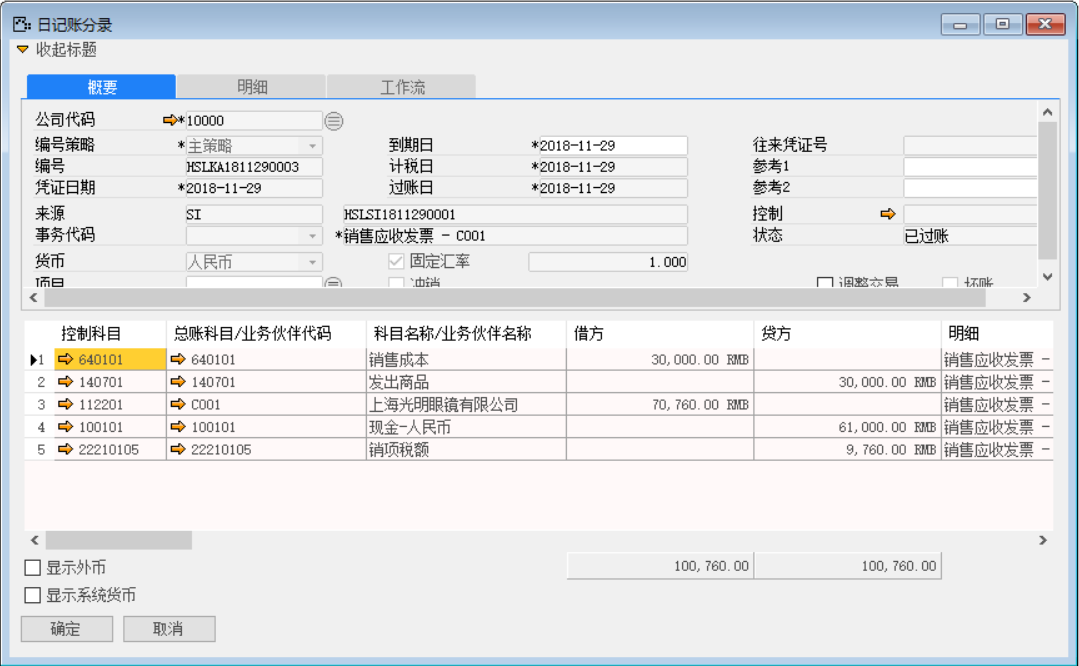 日记账分录
收起标题
概要 明细 工作流
公司代码 *10000
编号策略 *主策略 到期日 *2018-11-29 往来凭证号
编号 HSLKA1811290003 计税日 *2018-11-29 参考1
凭证日期 *2018-11-29 过账日 *2018-11-29 参考2
来源 SI HSLSI1811290001 控制
事务代码 *销售应收发票 - C001 状态 已过账
货币 人民币 固定汇率 1.000
项目 冲销 调整交易 坏账
控制科目 总账科目/业务伙伴代码 科目名称/业务伙伴名称 借方 贷方 明细
1 640101 640101 销售成本 30,000.00 RMB 销售应收发票 -
2 140701 140701 发出商品 30,000.00 RMB 销售应收发票 -
3 112201 C001 上海光明眼镜有限公司 70,760.00 RMB 销售应收发票 -
4 100101 100101 现金-人民币 61,000.00 RMB 销售应收发票 -
5 22210105 22210105 销项税额 9,760.00 RMB 销售应收发票 -
显示外币 100,760.00 100,760.00
显示系统货币
确定 取消